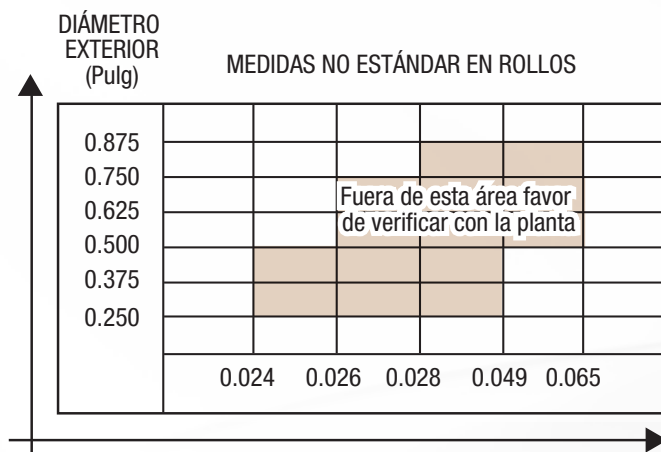 DIÁMETRO
EXTERIOR
(Pulg)
MEDIDAS NO ESTÁNDAR EN ROLLOS
0.875
0.750
0.625
0.500
0.375
0.250
Fuera de esta área favor
de verificar con la planta
0.024 0.026 0.028 0.049 0.065